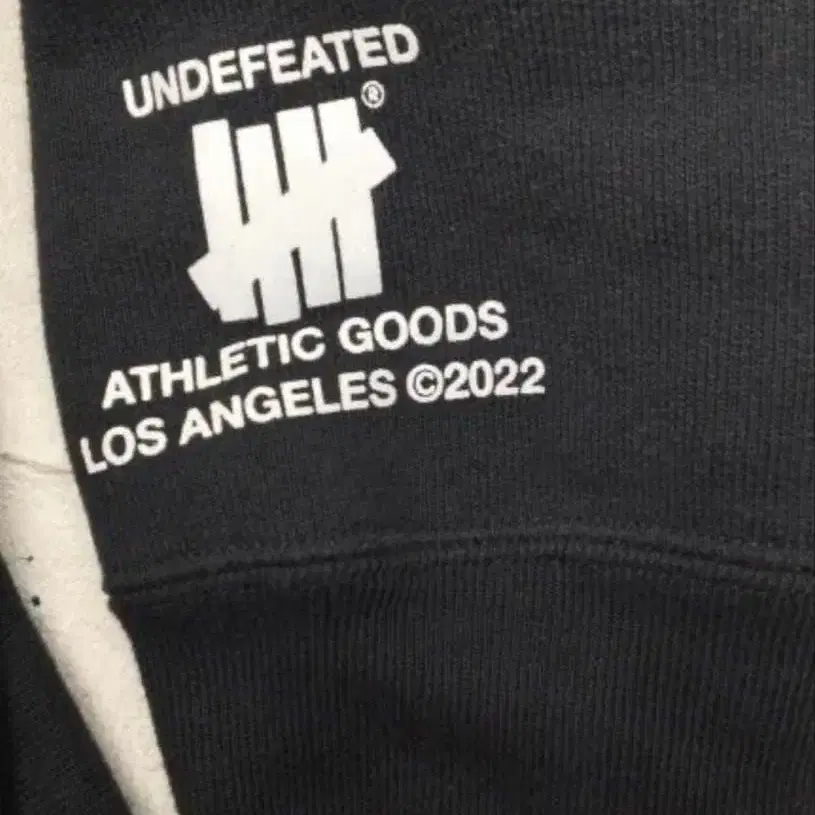 UNDEFEATED
®
ATHLETIC GOODS
LOS ANGELES ©2022